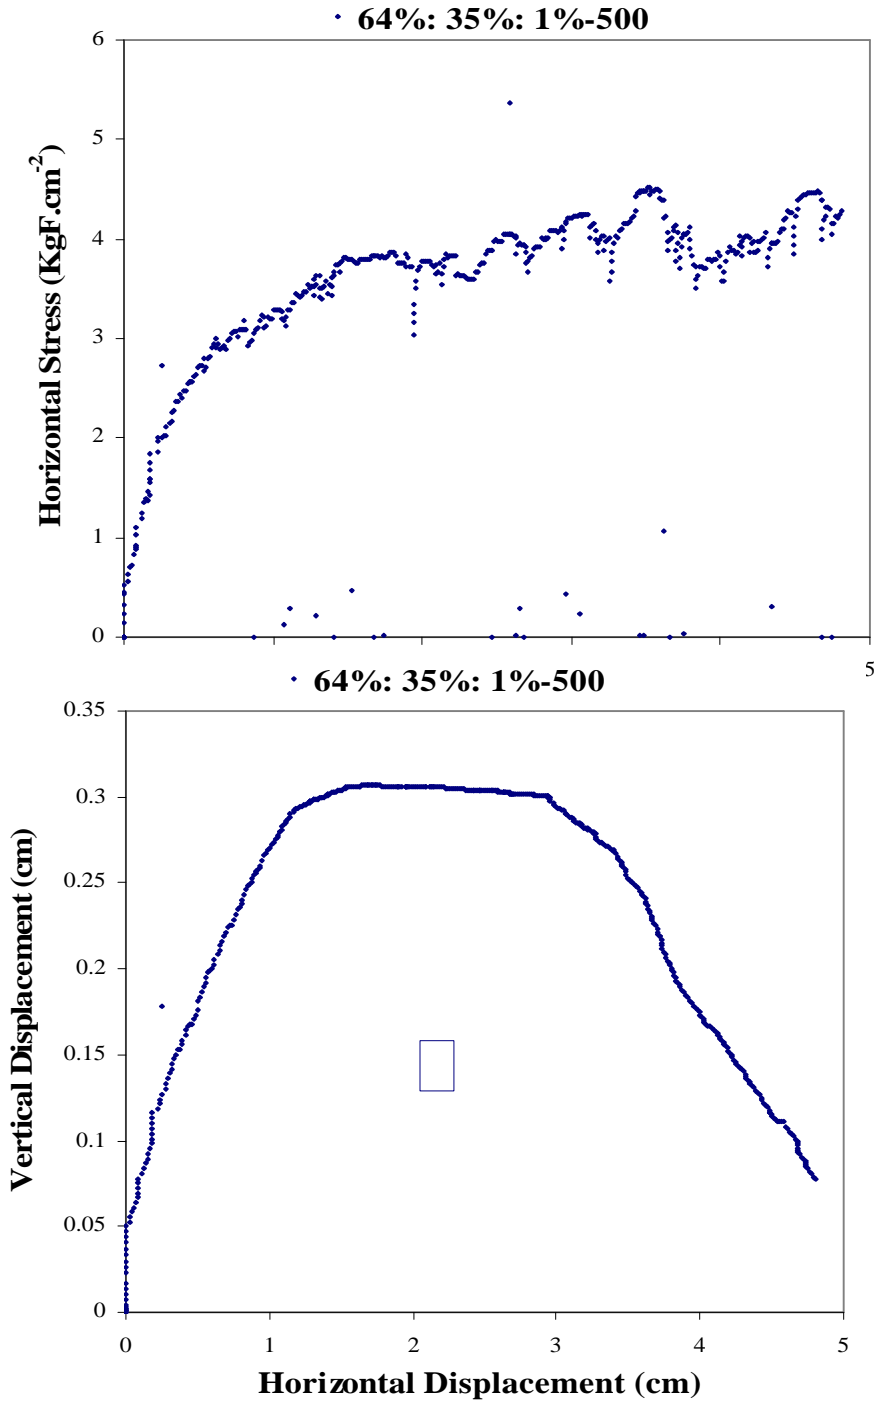 64%: 35%: 1%-500
6
5
4
3
2
1
0
Horizontal Stress (KgF.cm-2)
5
64%: 35%: 1%-500
0.35
0.3
0.25
0.2
0.15
0.1
0.05
0
Vertical Displacement (cm)
0 1 2 3 4 5
Horizontal Displacement (cm)